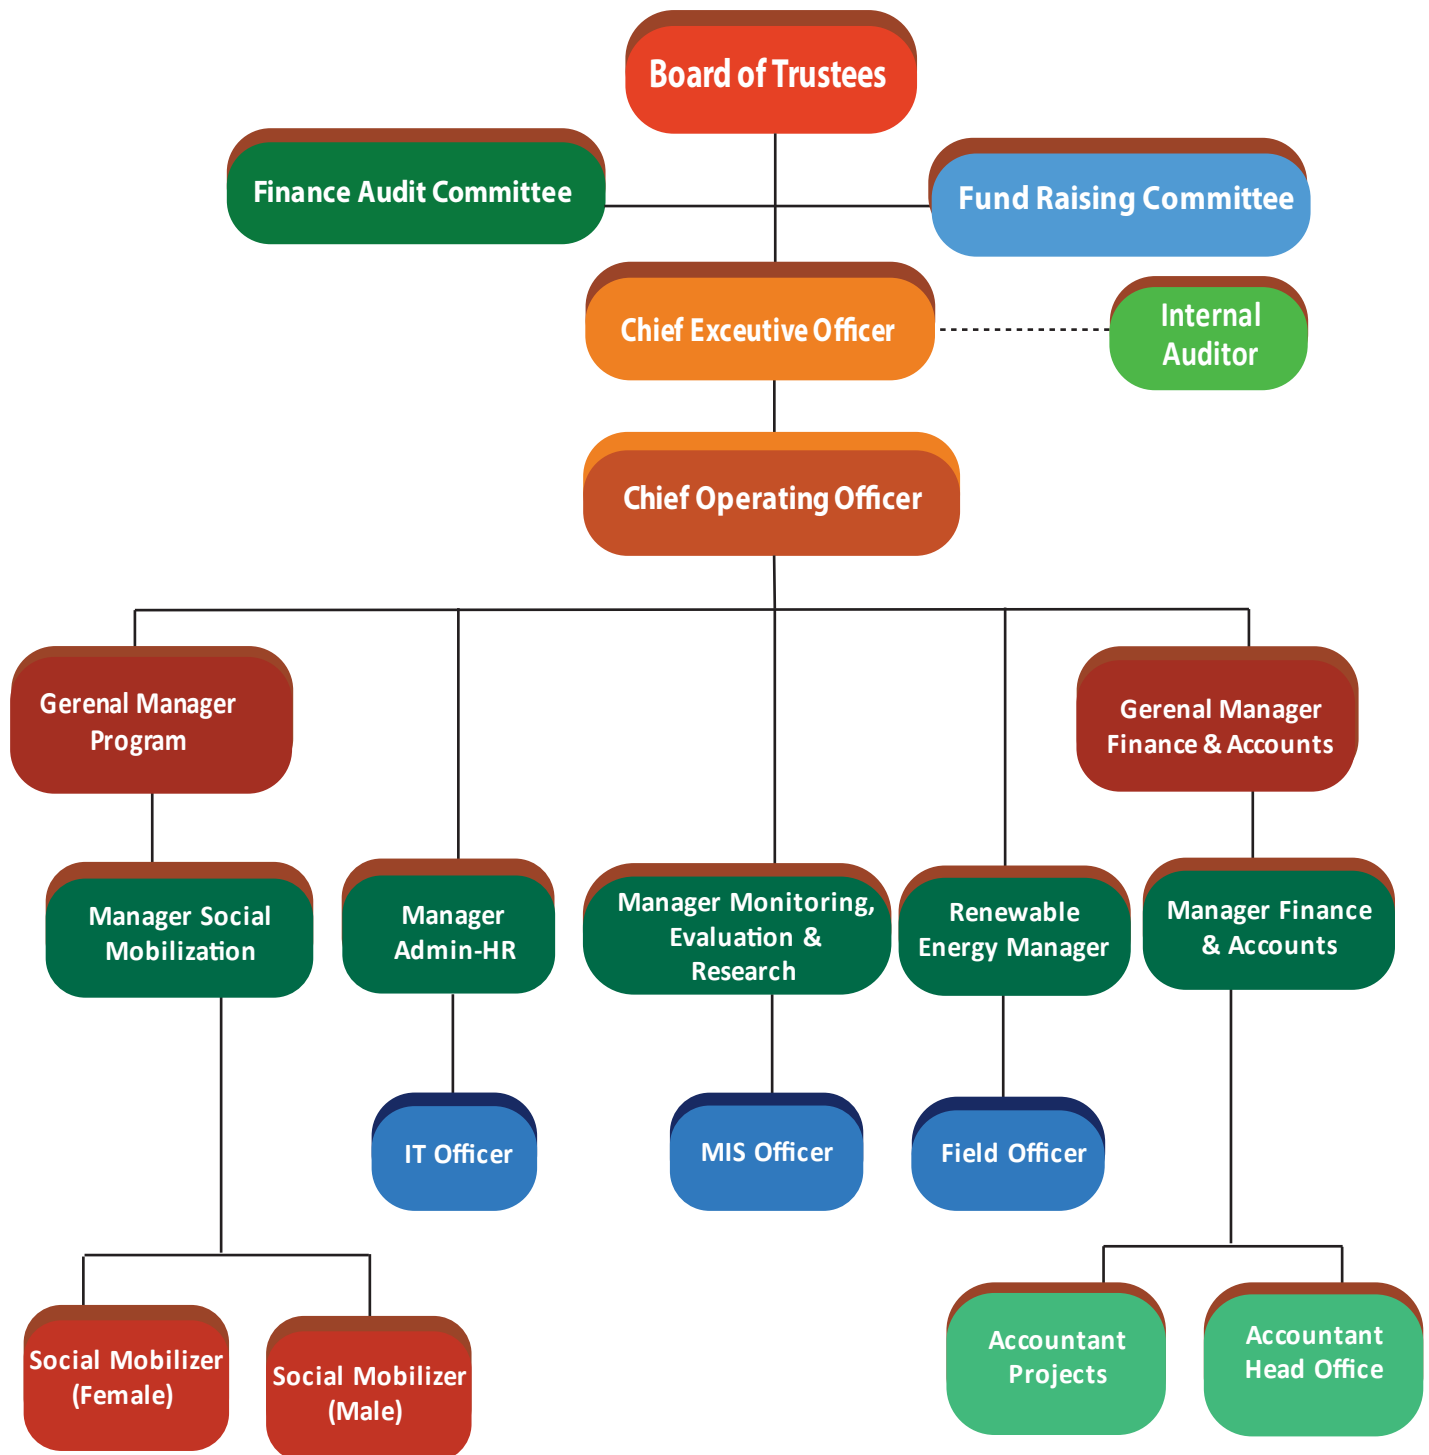 Board of Trustees
Finance Audit Committee
Fund Raising Committee
Chief Exceutive Officer
Internal
Auditor
Chief Operating Officer
Gerenal Manager
Program
Gerenal Manager
Finance & Accounts
Manager Social
Mobilization
Manager
Admin-HR
Manager Monitoring,
Evaluation &
Research
Renewable
Energy Manager
Manager Finance
& Accounts
IT Officer
MIS Officer
Field Officer
Social Mobilizer
(Female)
Social Mobilizer
(Male)
Accountant
Projects
Accountant
Head Office